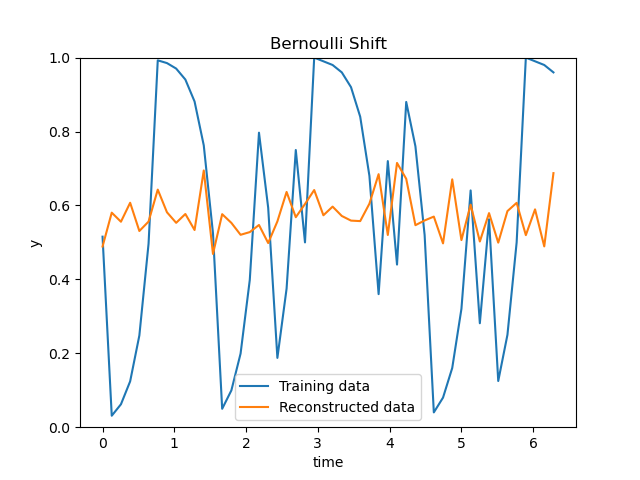 Bernoulli Shift
1.0
0.8
0.6
0.4
0.2
0.0
y
Training data
Reconstructed data
0 1 2 3 4 5 6
time